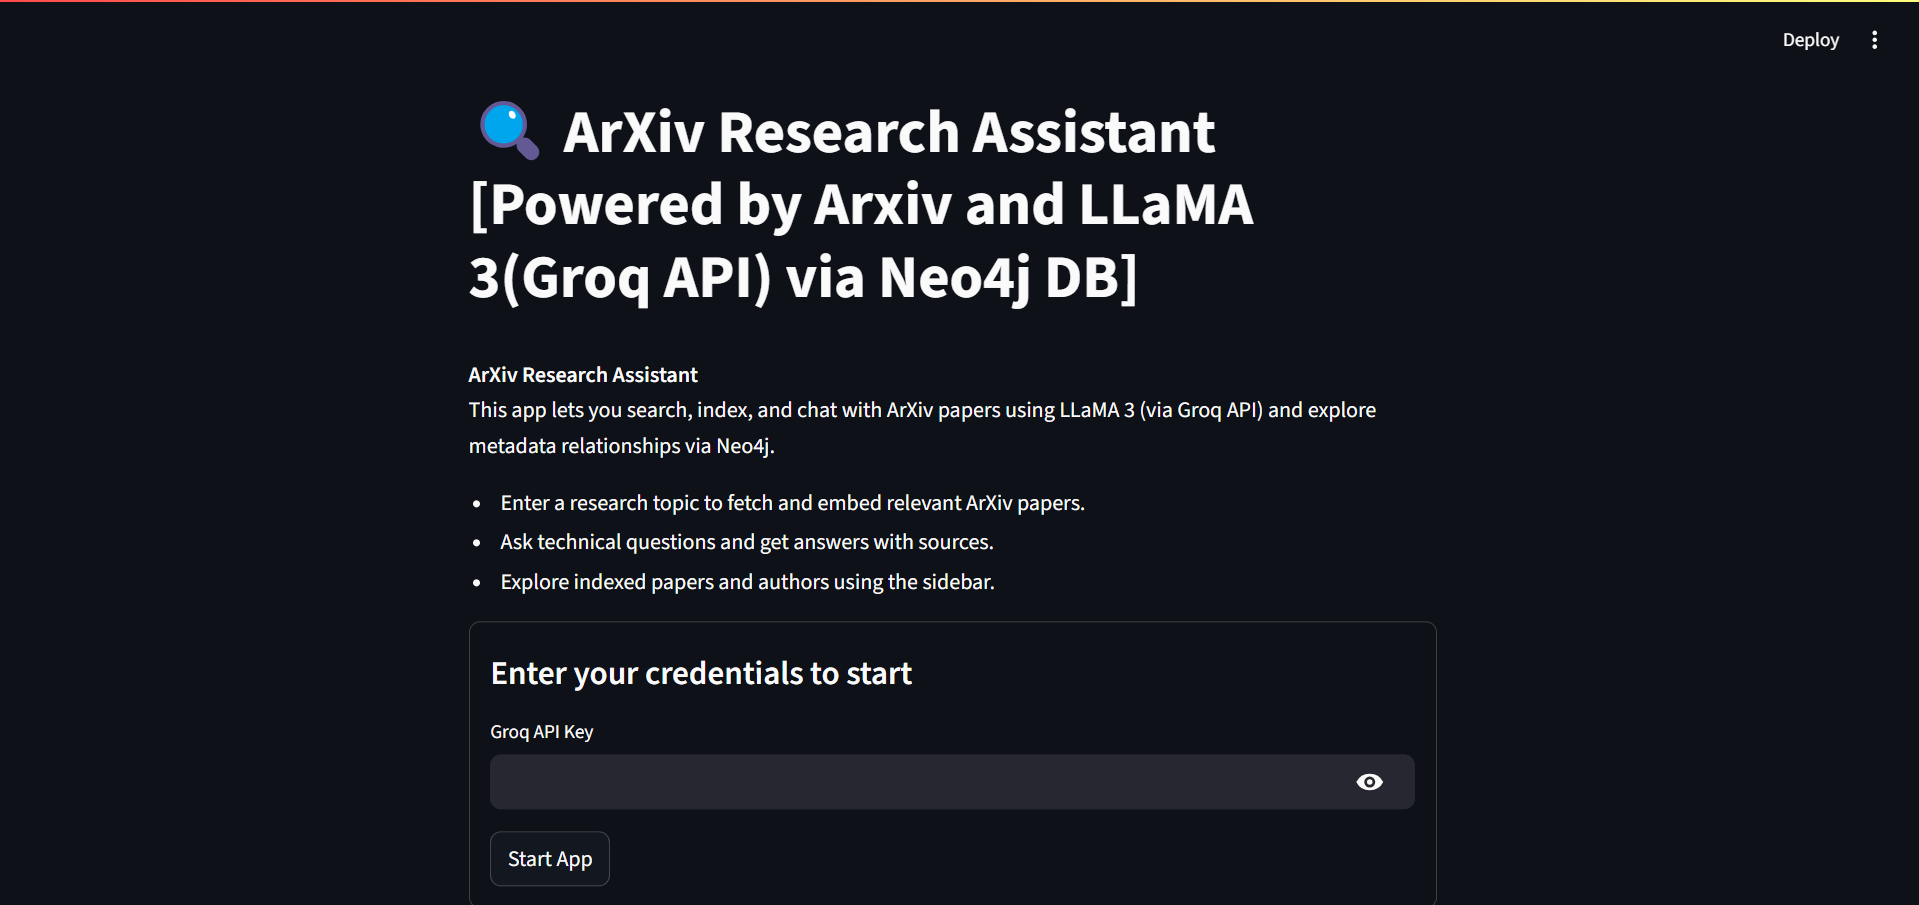 Deploy
ArXiv Research Assistant
[Powered by Arxiv and LLaMA
3(Groq API) via Neo4j DB]
ArXiv Research Assistant
This app lets you search, index, and chat with ArXiv papers using LLaMA 3 (via Groq API) and explore
metadata relationships via Neo4j.
• Enter a research topic to fetch and embed relevant ArXiv papers.
• Ask technical questions and get answers with sources.
• Explore indexed papers and authors using the sidebar.
Enter your credentials to start
Groq API Key
Start App